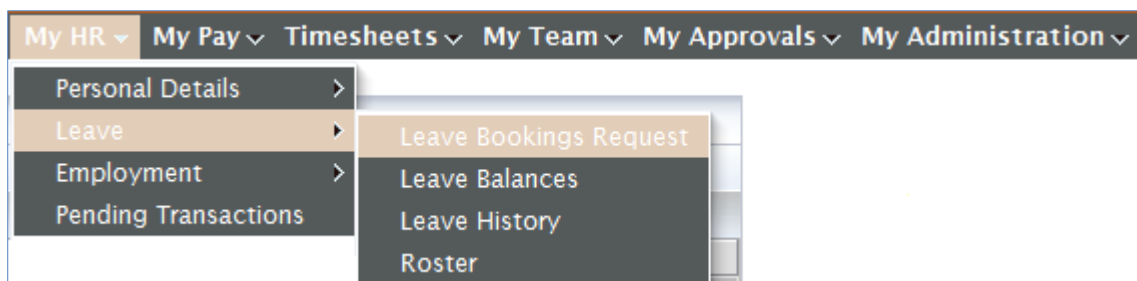 My HR My Pay Timesheets My Team My Approvals My Administration
Personal Details
Leave
Employment
Pending Transactions
Leave Bookings Request
Leave Balances
Leave History
Roster